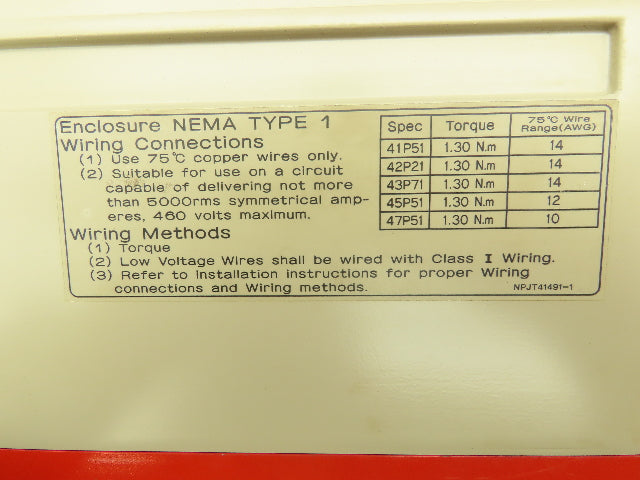 Enclosure NEMA TYPE 1
Wiring Connections
(1) Use 75℃ copper wires only.
(2) Suitable for use on a circuit
capable of delivering not more
than 5000rms symmetrical amp-
eres, 460 volts maximum.
Spec Torque 75℃ Wire
Range(AWG)
41P51 1.30 N.m 14
42P21 1.30 N.m 14
43P71 1.30 N.m 14
45P51 1.30 N.m 12
47P51 1.30 N.m 10
Wiring Methods
(1) Torque
(2) Low Voltage Wires shall be wired with Class I Wiring.
(3) Refer to Installation instructions for proper Wiring
connections and Wiring methods.
NPJT41491-1